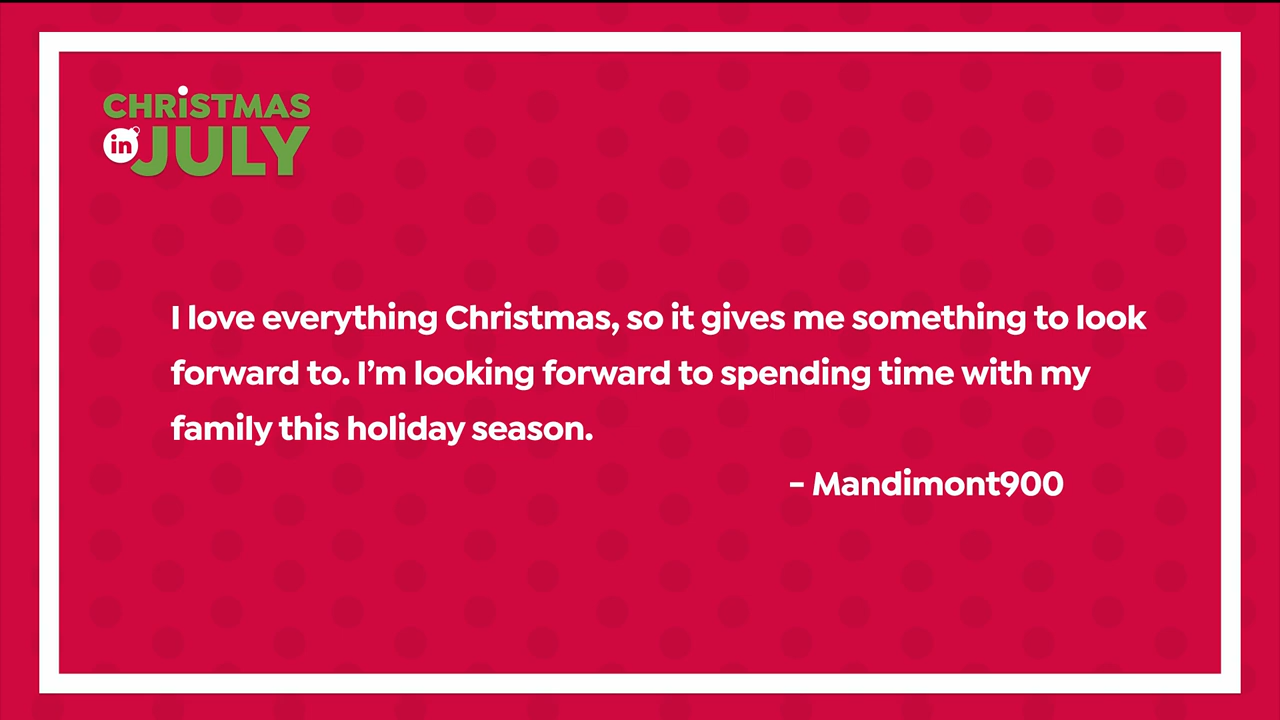 CHRiSTMAS
in JULY
I love everything Christmas, so it gives me something to look
forward to. I’m looking forward to spending time with my
family this holiday season.
– Mandimont900